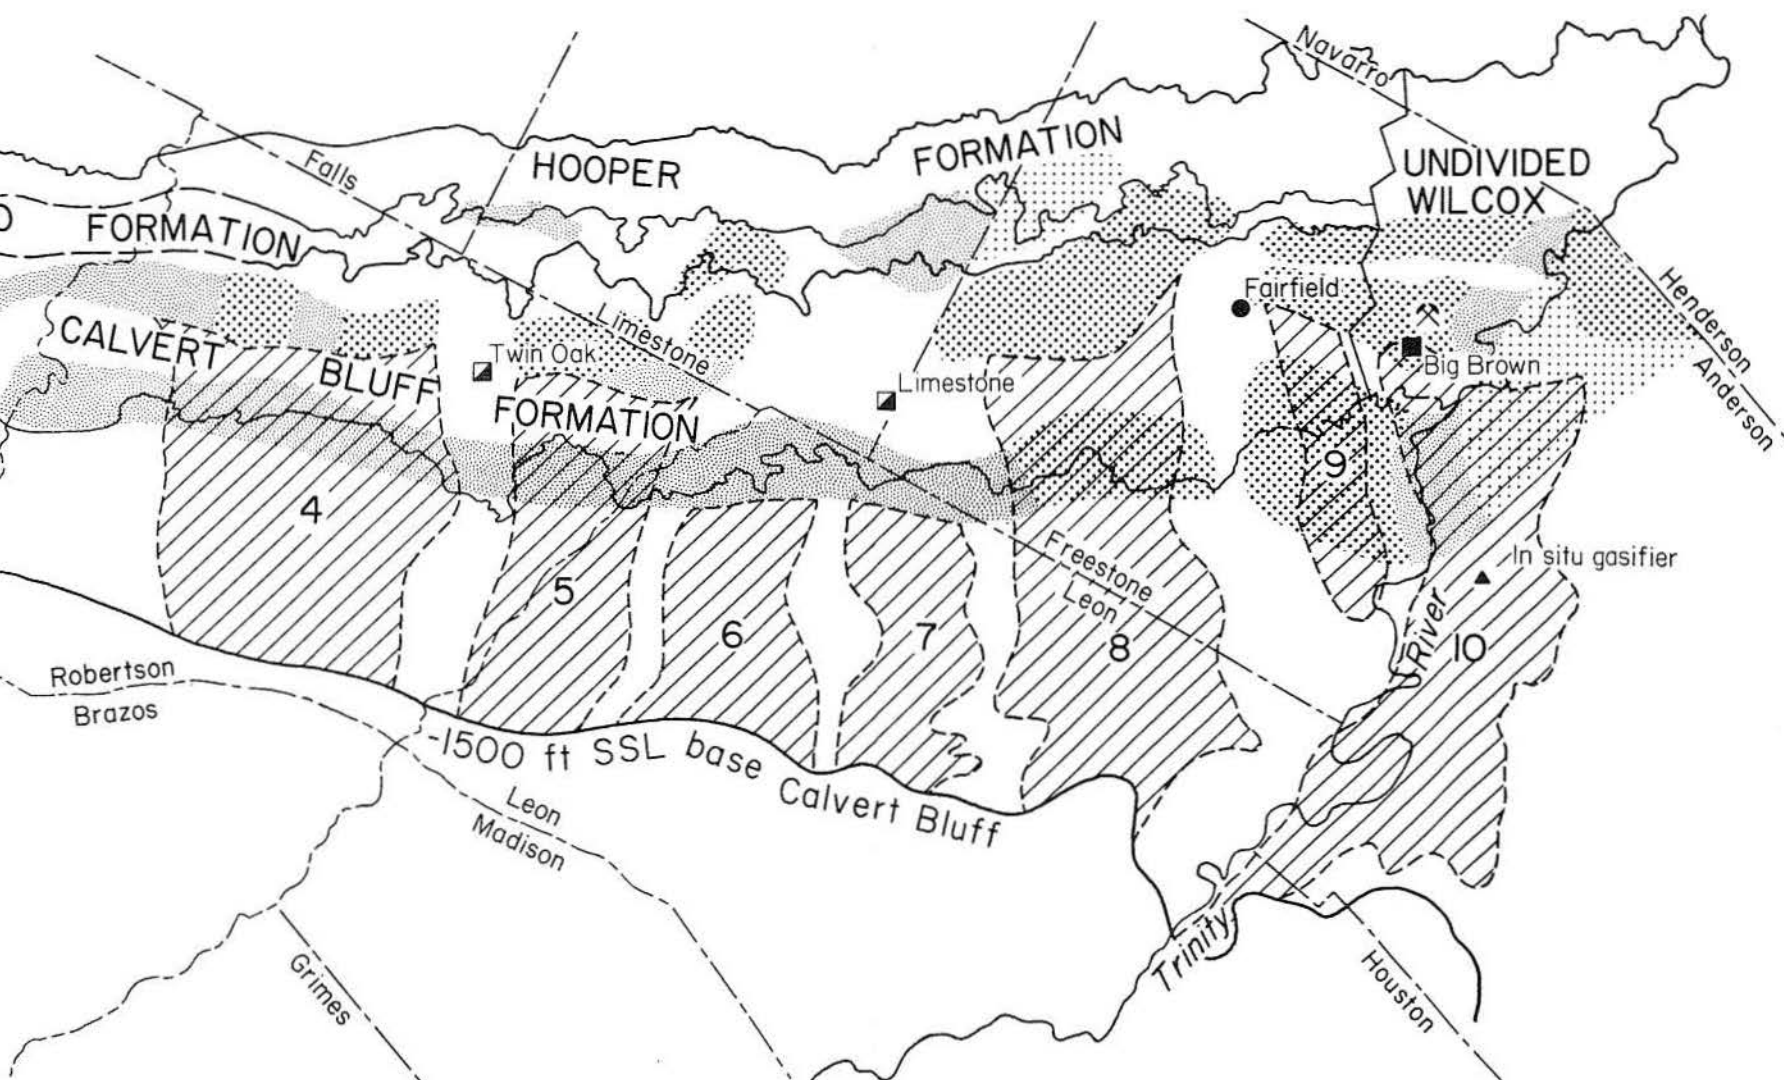 Navarro
HOOPER
FORMATION
UNDIVIDED
WILCOX
Falls
FORMATION
Henderson
Anderson
Fairfield
Limestone
Twin Oak
Limestone
Big Brown
CALVERT
BLUFF
FORMATION
4
5
6
7
8
9
10
In situ gasifier
Freestone
Leon
River
Robertson
Brazos
-1500 ft SSL base Calvert Bluff
Leon
Madison
Trinity
Grimes
Houston